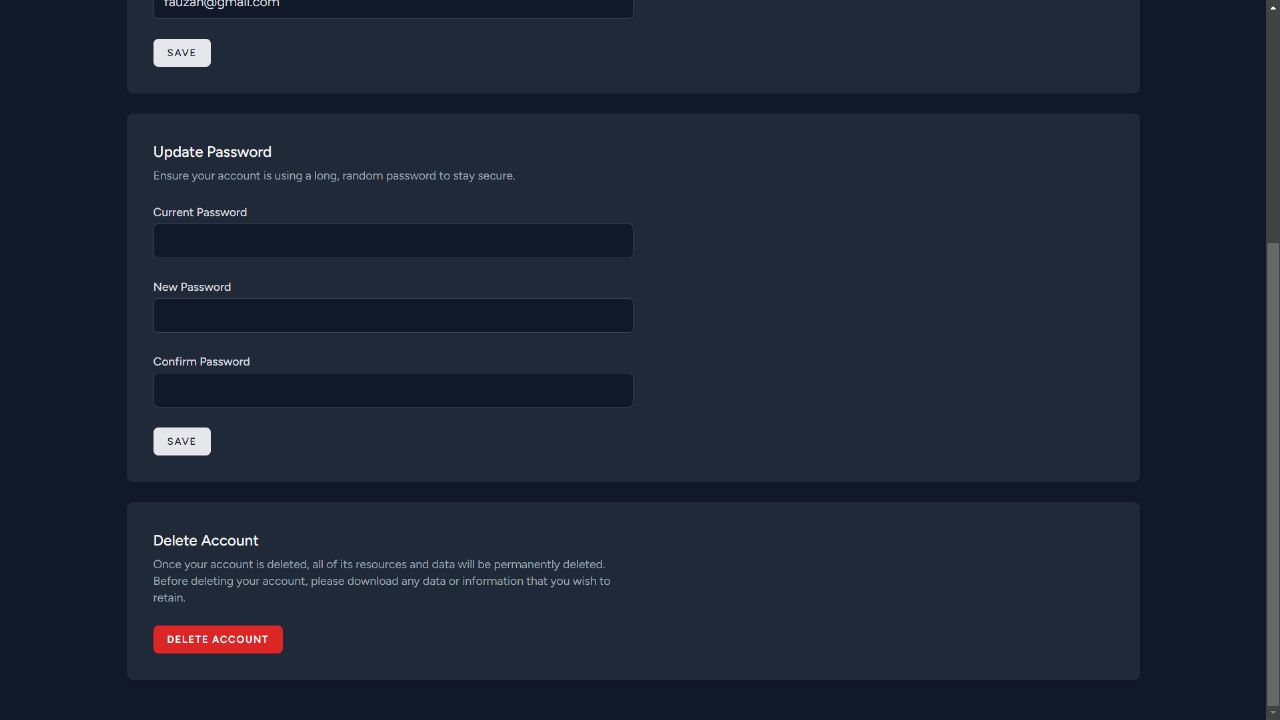 fauzan@gmail.com
SAVE
Update Password
Ensure your account is using a long, random password to stay secure.
Current Password
New Password
Confirm Password
SAVE
Delete Account
Once your account is deleted, all of its resources and data will be permanently deleted.
Before deleting your account, please download any data or information that you wish to
retain.
DELETE ACCOUNT